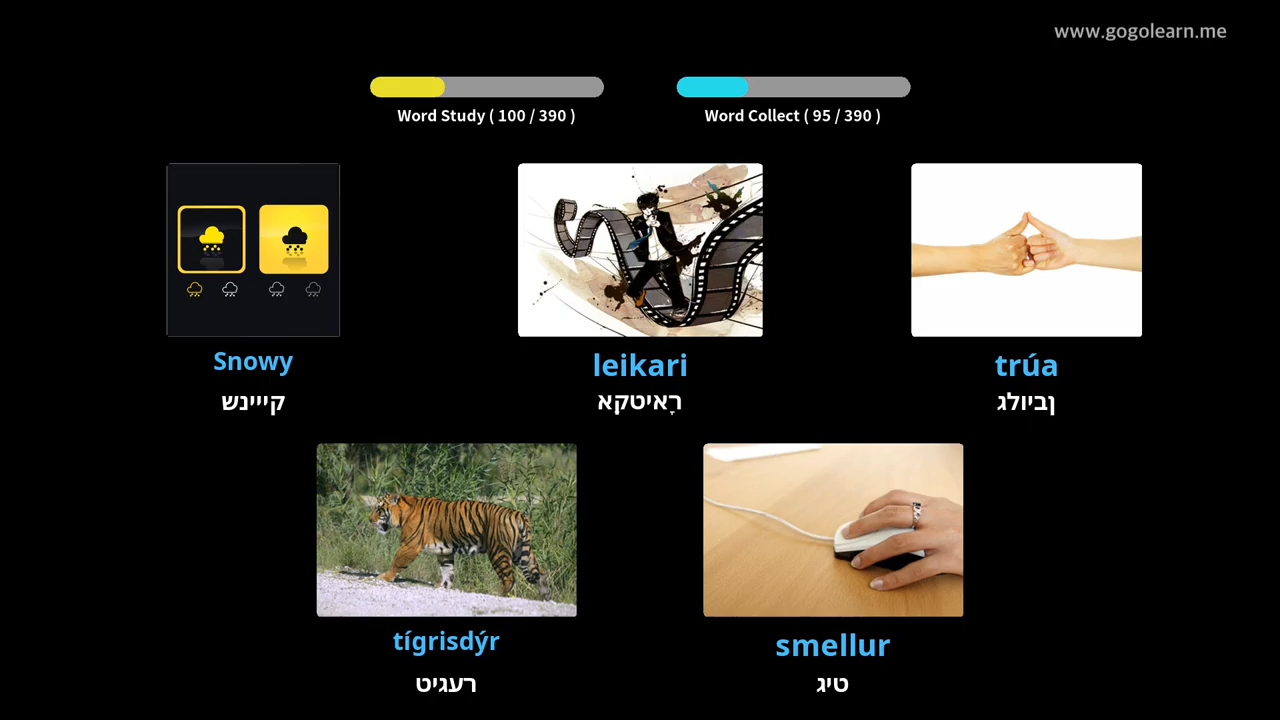 www.gogolearn.me
Word Study ( 100 / 390 )
Word Collect ( 95 / 390 )
Snowy
קיייינש
leikari
רָאיטקא
trúa
ןביולג
tígrisdýr
רעגיט
smellur
טיג